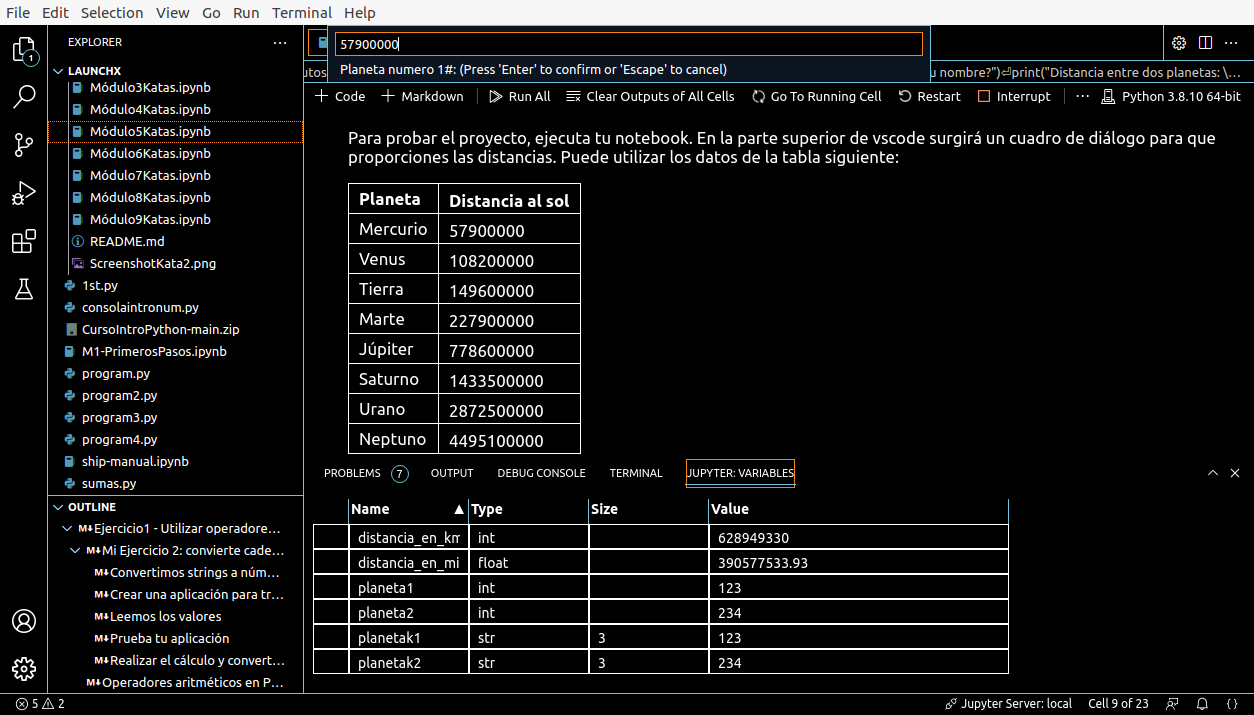 File Edit Selection View Go Run Terminal Help
EXPLORER ...
57900000
Planeta numero 1#: (Press 'Enter' to confirm or 'Escape' to cancel)
utos
u nombre?")⏎print("Distancia entre dos planetas: \...
1
LAUNCHX
Módulo3Katas.ipynb
Módulo4Katas.ipynb
Módulo5Katas.ipynb
Módulo6Katas.ipynb
Módulo7Katas.ipynb
Módulo8Katas.ipynb
Módulo9Katas.ipynb
README.md
ScreenshotKata2.png
1st.py
consolaintronum.py
CursoIntroPython-main.zip
M1-PrimerosPasos.ipynb
program.py
program2.py
program3.py
program4.py
ship-manual.ipynb
sumas.py
OUTLINE
M↓Ejercicio1 - Utilizar operadore...
M↓Mi Ejercicio 2: convierte cade...
M↓Convertimos strings a núm...
M↓Crear una aplicación para tr...
M↓Leemos los valores
M↓Prueba tu aplicación
M↓Realizar el cálculo y convert...
M↓Operadores aritméticos en P...
+ Code + Markdown Run All Clear Outputs of All Cells Go To Running Cell Restart Interrupt ... Python 3.8.10 64-bit
Para probar el proyecto, ejecuta tu notebook. En la parte superior de vscode surgirá un cuadro de diálogo para que
proporciones las distancias. Puede utilizar los datos de la tabla siguiente:
Planeta Distancia al sol
Mercurio 57900000
Venus 108200000
Tierra 149600000
Marte 227900000
Júpiter 778600000
Saturno 1433500000
Urano 2872500000
Neptuno 4495100000
PROBLEMS 7 OUTPUT DEBUG CONSOLE TERMINAL JUPYTER: VARIABLES
Name ▲ Type Size Value
distancia_en_km int 628949330
distancia_en_mi float 390577533.93
planeta1 int 123
planeta2 int 234
planetak1 str 3 123
planetak2 str 3 234
5 2 Jupyter Server: local Cell 9 of 23 {}